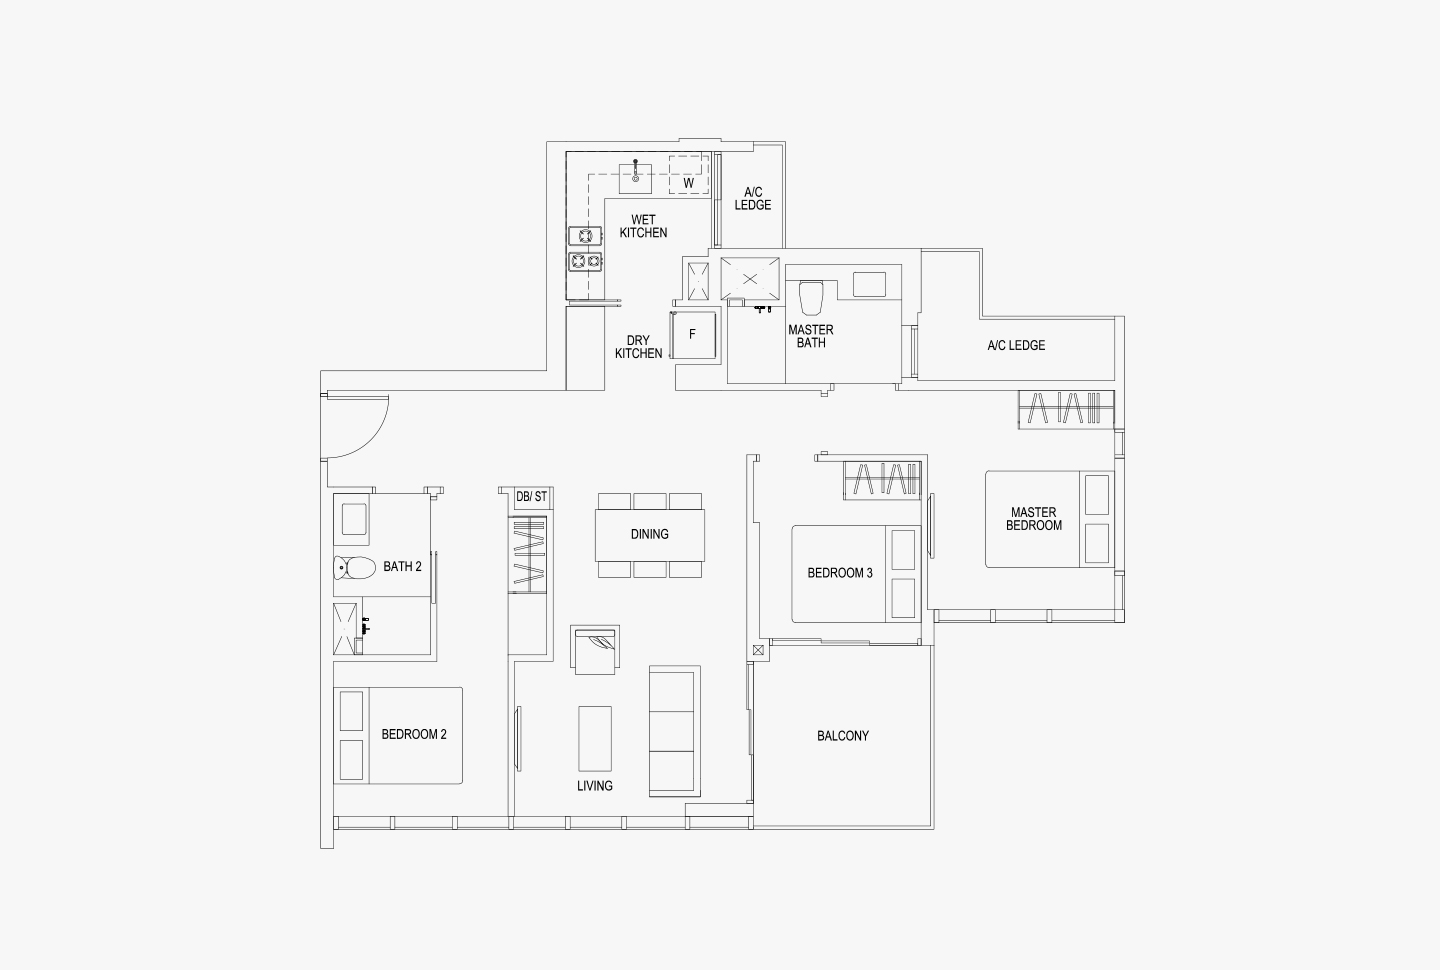 W
A/C
LEDGE
WET
KITCHEN
DRY
KITCHEN
F
MASTER
BATH
A/C LEDGE
DB/ ST
DINING
MASTER
BEDROOM
BATH 2
BEDROOM 3
BEDROOM 2
BALCONY
LIVING